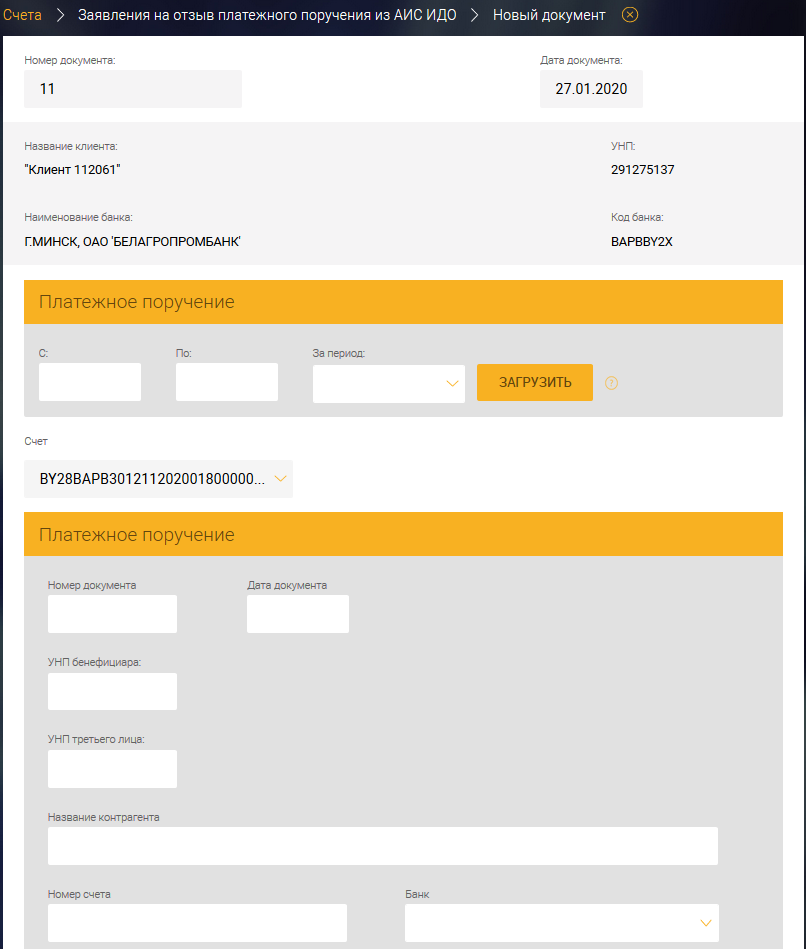 Счета > Заявления на отзыв платежного поручения из АИС ИДО > Новый документ
Номер документа: Дата документа:
11 27.01.2020
Название клиента: УНП:
"Клиент 112061" 291275137
Наименование банка: Код банка:
Г.МИНСК, ОАО 'БЕЛАГРОПРОМБАНК' BAPBBY2X
Платежное поручение
С: По: За период:
ЗАГРУЗИТЬ ?
Счет
BY28BAPB301211202001800000...
Платежное поручение
Номер документа Дата документа
УНП бенефициара:
УНП третьего лица:
Название контрагента
Номер счета Банк